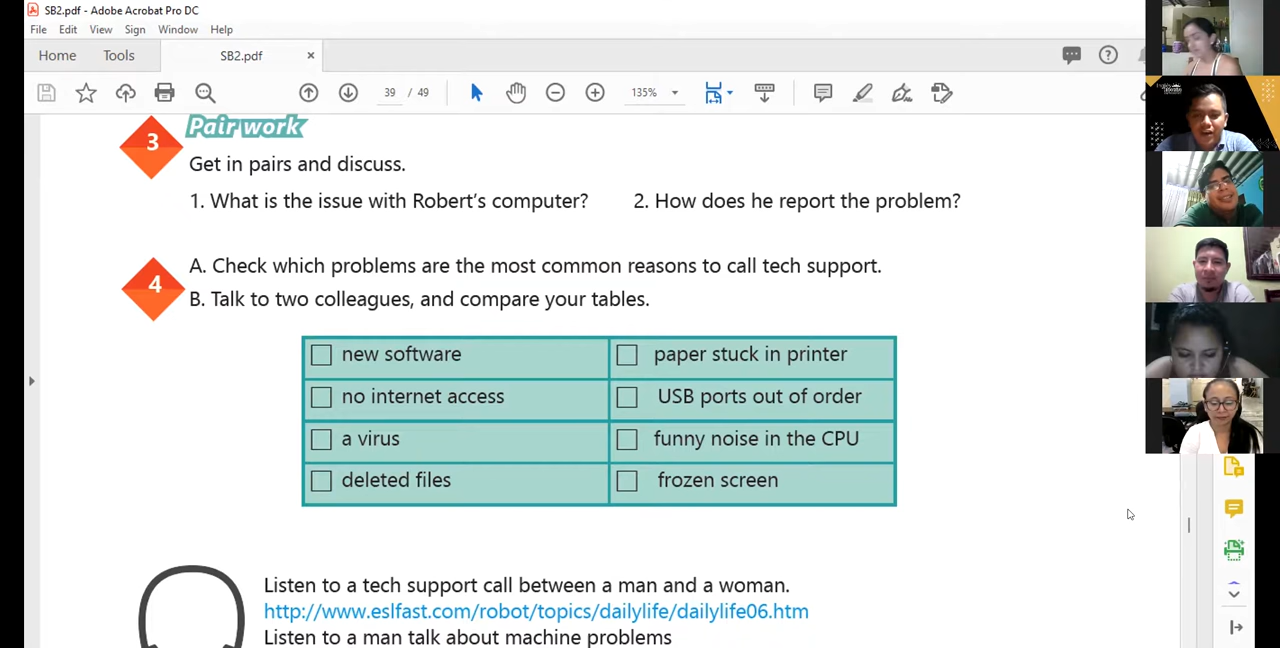 SB2.pdf - Adobe Acrobat Pro DC
File Edit View Sign Window Help
Home Tools SB2.pdf ×
39 / 49 135%
3 Pair work
Get in pairs and discuss.
1. What is the issue with Robert's computer? 2. How does he report the problem?
4 A. Check which problems are the most common reasons to call tech support.
B. Talk to two colleagues, and compare your tables.
new software paper stuck in printer
no internet access USB ports out of order
a virus funny noise in the CPU
deleted files frozen screen
Listen to a tech support call between a man and a woman.
http://www.eslfast.com/robot/topics/dailylife/dailylife06.htm
Listen to a man talk about machine problems